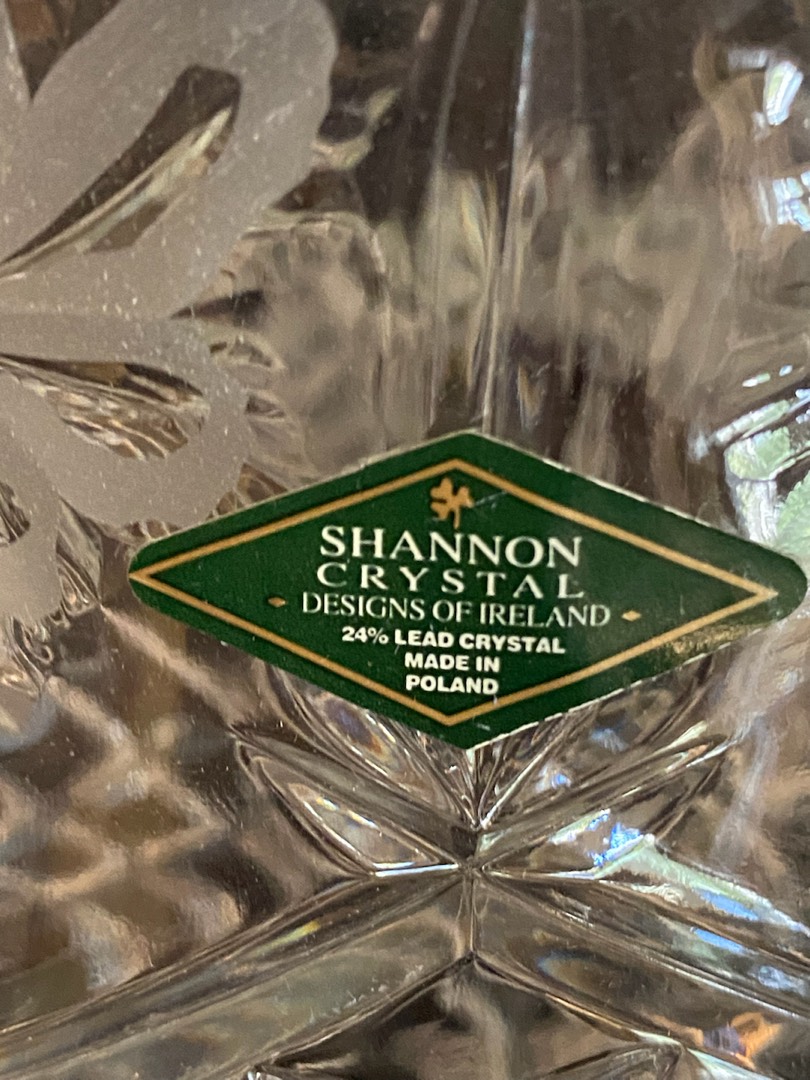 SHANNON
CRYSTAL
DESIGNS OF IRELAND
24% LEAD CRYSTAL
MADE IN
POLAND